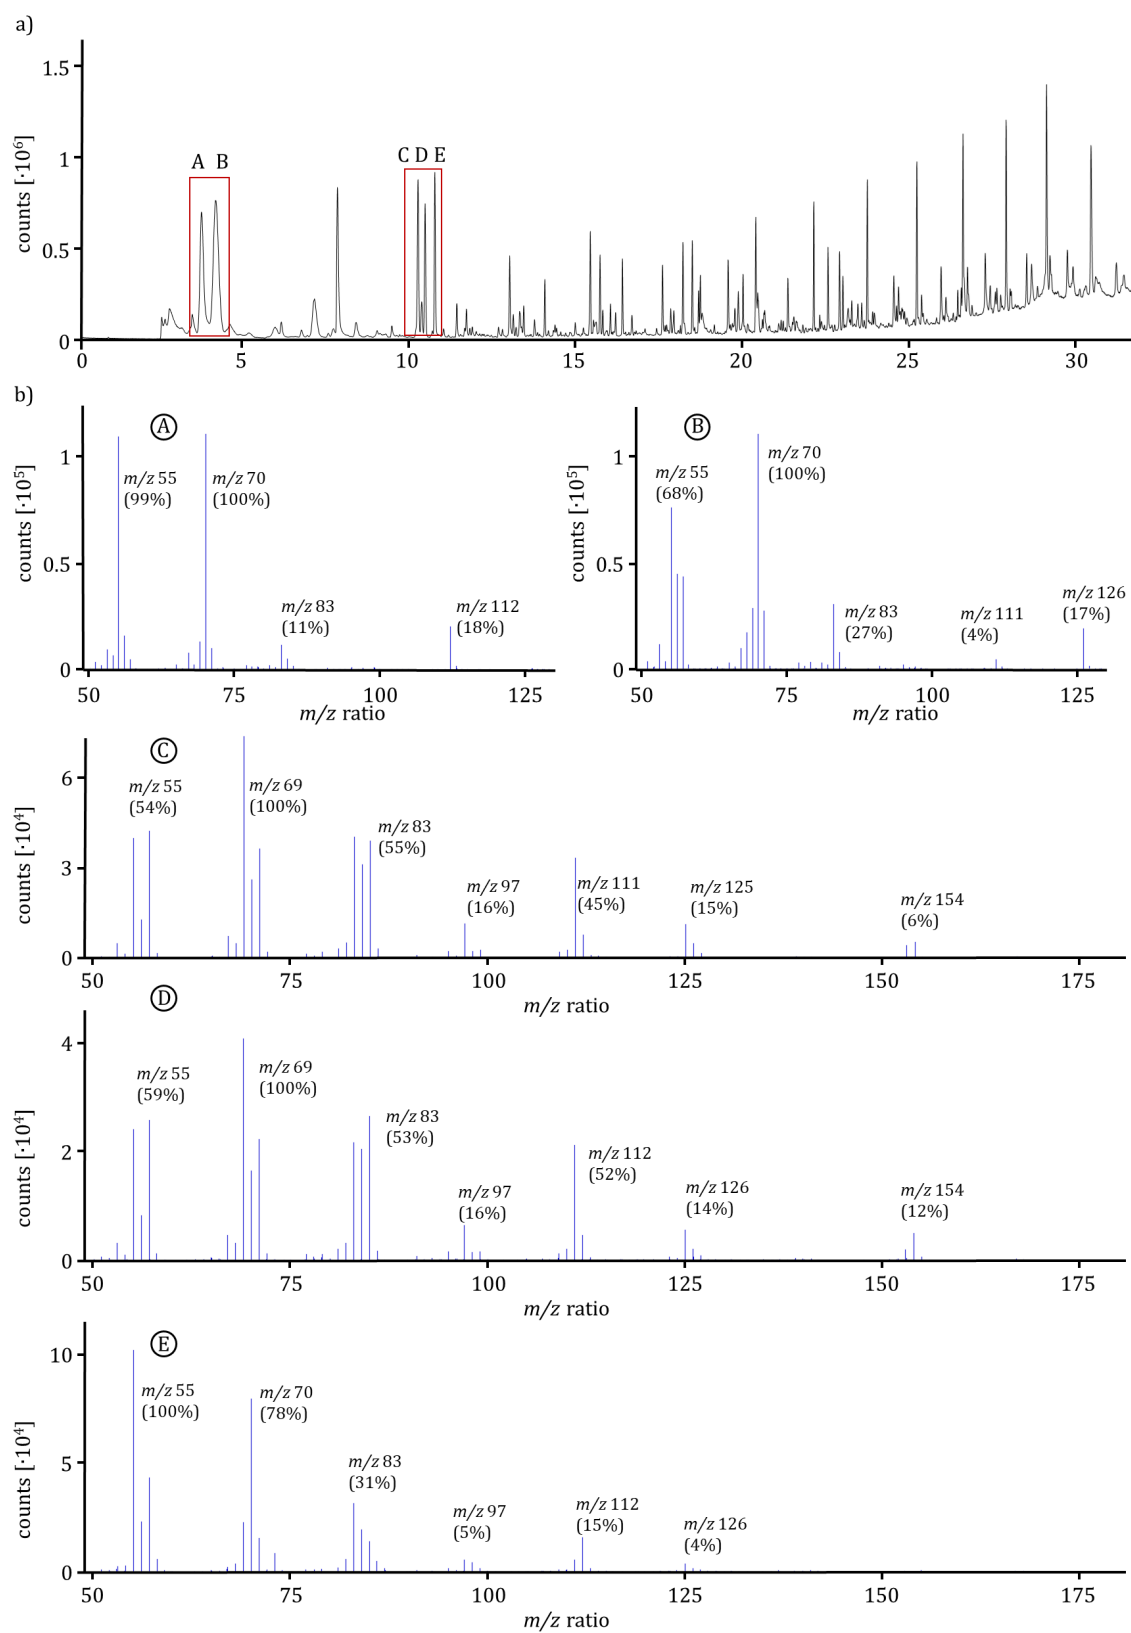 a)
counts [·10⁶]
1.5
1
0.5
0
A B
C D E
0 5 10 15 20 25 30
b)
A
counts [·10⁵]
1
0.5
0
m/z 55
(99%)
m/z 70
(100%)
m/z 83
(11%)
m/z 112
(18%)
50 75 100 125
m/z ratio
B
counts [·10⁵]
1
0.5
0
m/z 55
(68%)
m/z 70
(100%)
m/z 83
(27%)
m/z 111
(4%)
m/z 126
(17%)
50 75 100 125
m/z ratio
C
counts [·10⁴]
6
3
0
m/z 55
(54%)
m/z 69
(100%)
m/z 83
(55%)
m/z 97
(16%)
m/z 111
(45%)
m/z 125
(15%)
m/z 154
(6%)
50 75 100 125 150 175
m/z ratio
D
counts [·10⁴]
4
2
0
m/z 55
(59%)
m/z 69
(100%)
m/z 83
(53%)
m/z 97
(16%)
m/z 112
(52%)
m/z 126
(14%)
m/z 154
(12%)
50 75 100 125 150 175
m/z ratio
E
counts [·10⁴]
10
5
0
m/z 55
(100%)
m/z 70
(78%)
m/z 83
(31%)
m/z 97
(5%)
m/z 112
(15%)
m/z 126
(4%)
50 75 100 125 150 175
m/z ratio